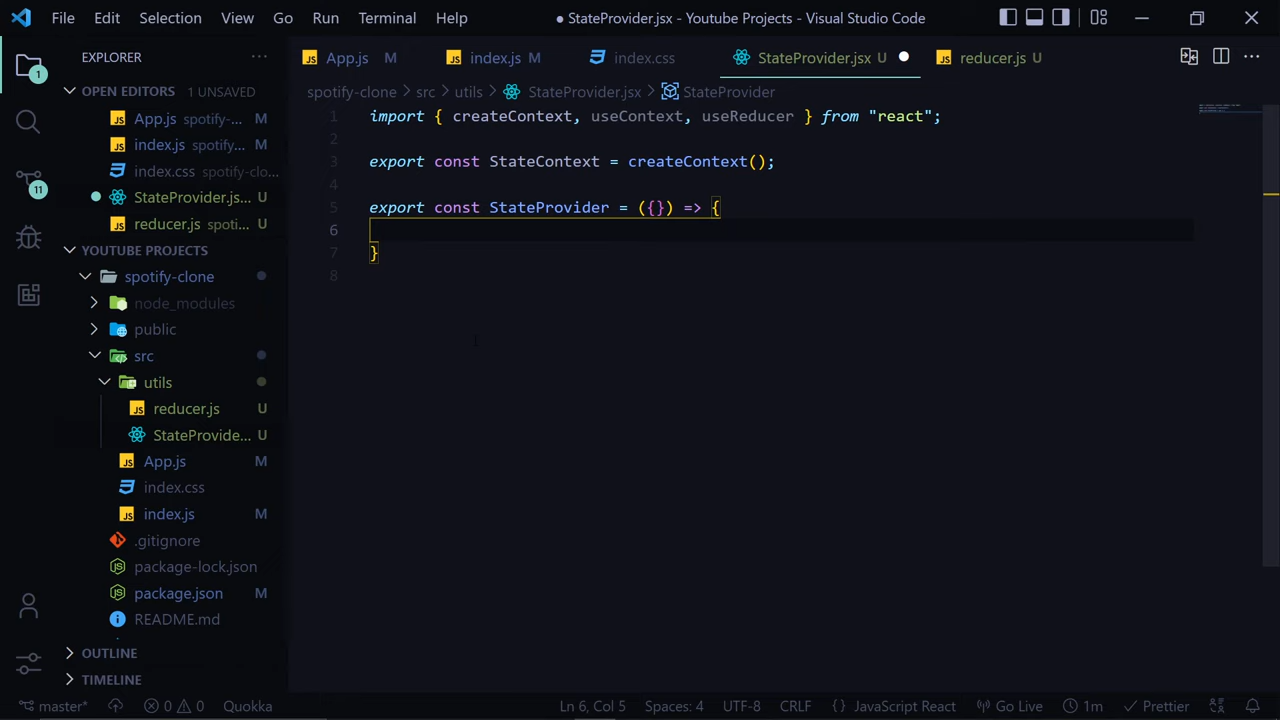 File Edit Selection View Go Run Terminal Help ● StateProvider.jsx - Youtube Projects - Visual Studio Code
EXPLORER ...
App.js M index.js M index.css StateProvider.jsx U ● reducer.js U ...
OPEN EDITORS 1 UNSAVED
spotify-clone > src > utils > StateProvider.jsx > StateProvider
App.js spotify-... M
index.js spotify... M
index.css spotify-clo...
StateProvider.js... U
reducer.js spoti... U
YOUTUBE PROJECTS
spotify-clone
node_modules
public
src
utils
reducer.js U
StateProvide... U
App.js M
index.css
index.js M
.gitignore
package-lock.json
package.json M
README.md
OUTLINE
TIMELINE
1
11
1 import { createContext, useContext, useReducer } from "react";
2
3 export const StateContext = createContext();
4
5 export const StateProvider = ({}) => {
6
7 }
8
master* 0 0 Quokka Ln 6, Col 5 Spaces: 4 UTF-8 CRLF {} JavaScript React Go Live 1m Prettier